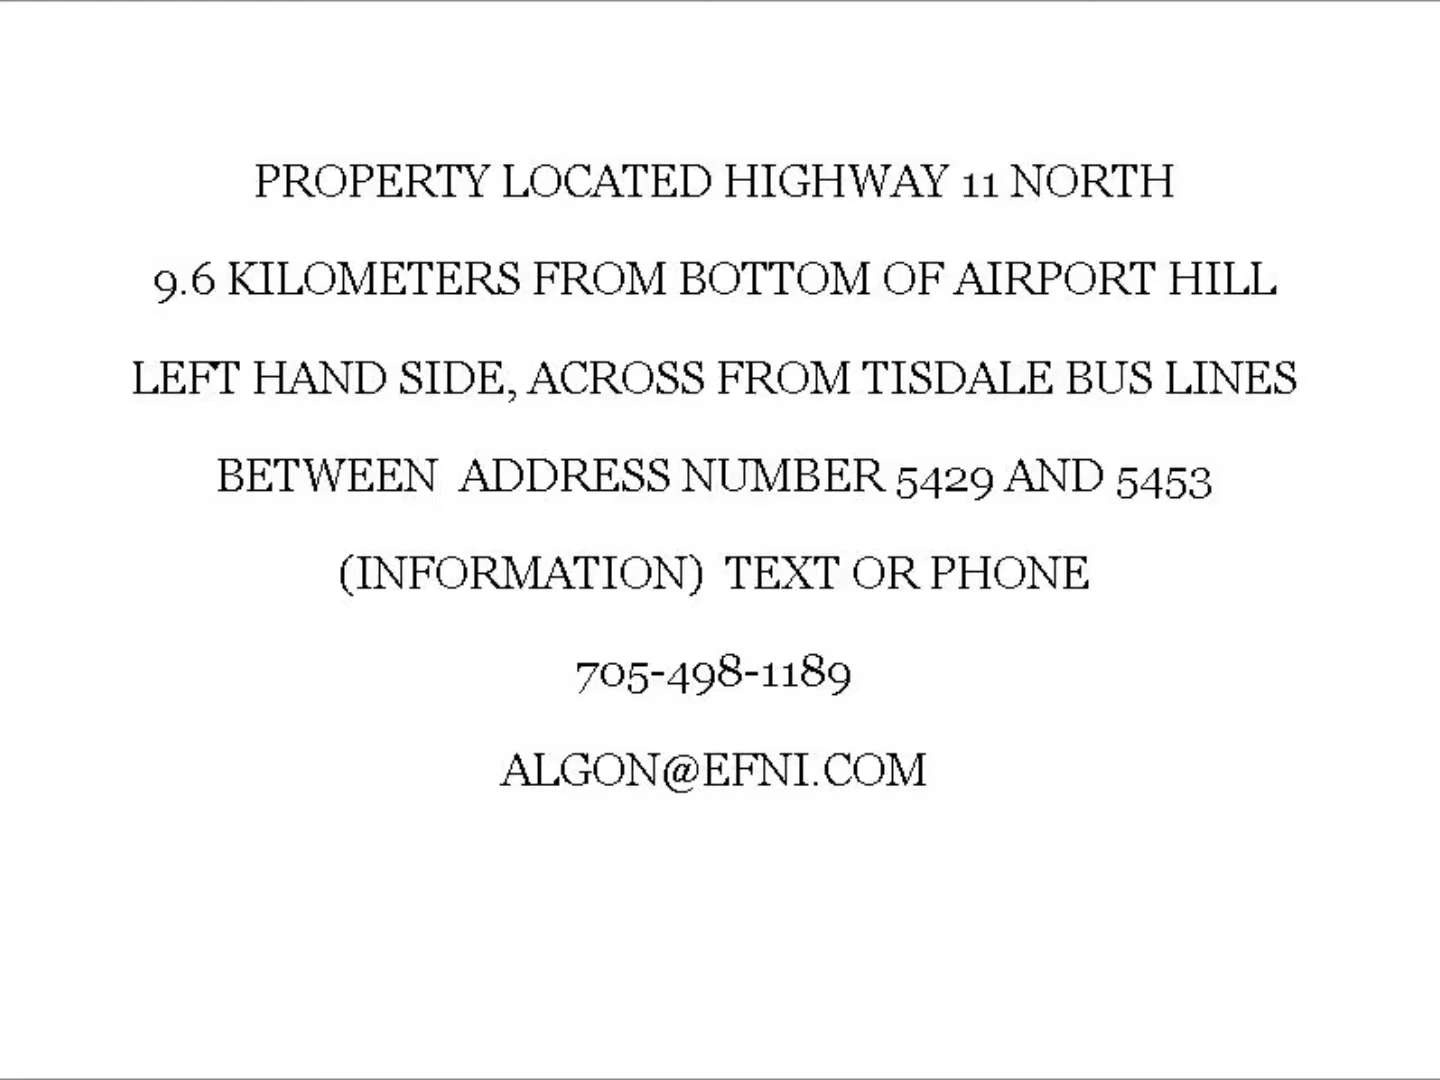 PROPERTY LOCATED HIGHWAY 11 NORTH
9.6 KILOMETERS FROM BOTTOM OF AIRPORT HILL
LEFT HAND SIDE, ACROSS FROM TISDALE BUS LINES
BETWEEN ADDRESS NUMBER 5429 AND 5453
(INFORMATION) TEXT OR PHONE
705-498-1189
ALGON@EFNI.COM